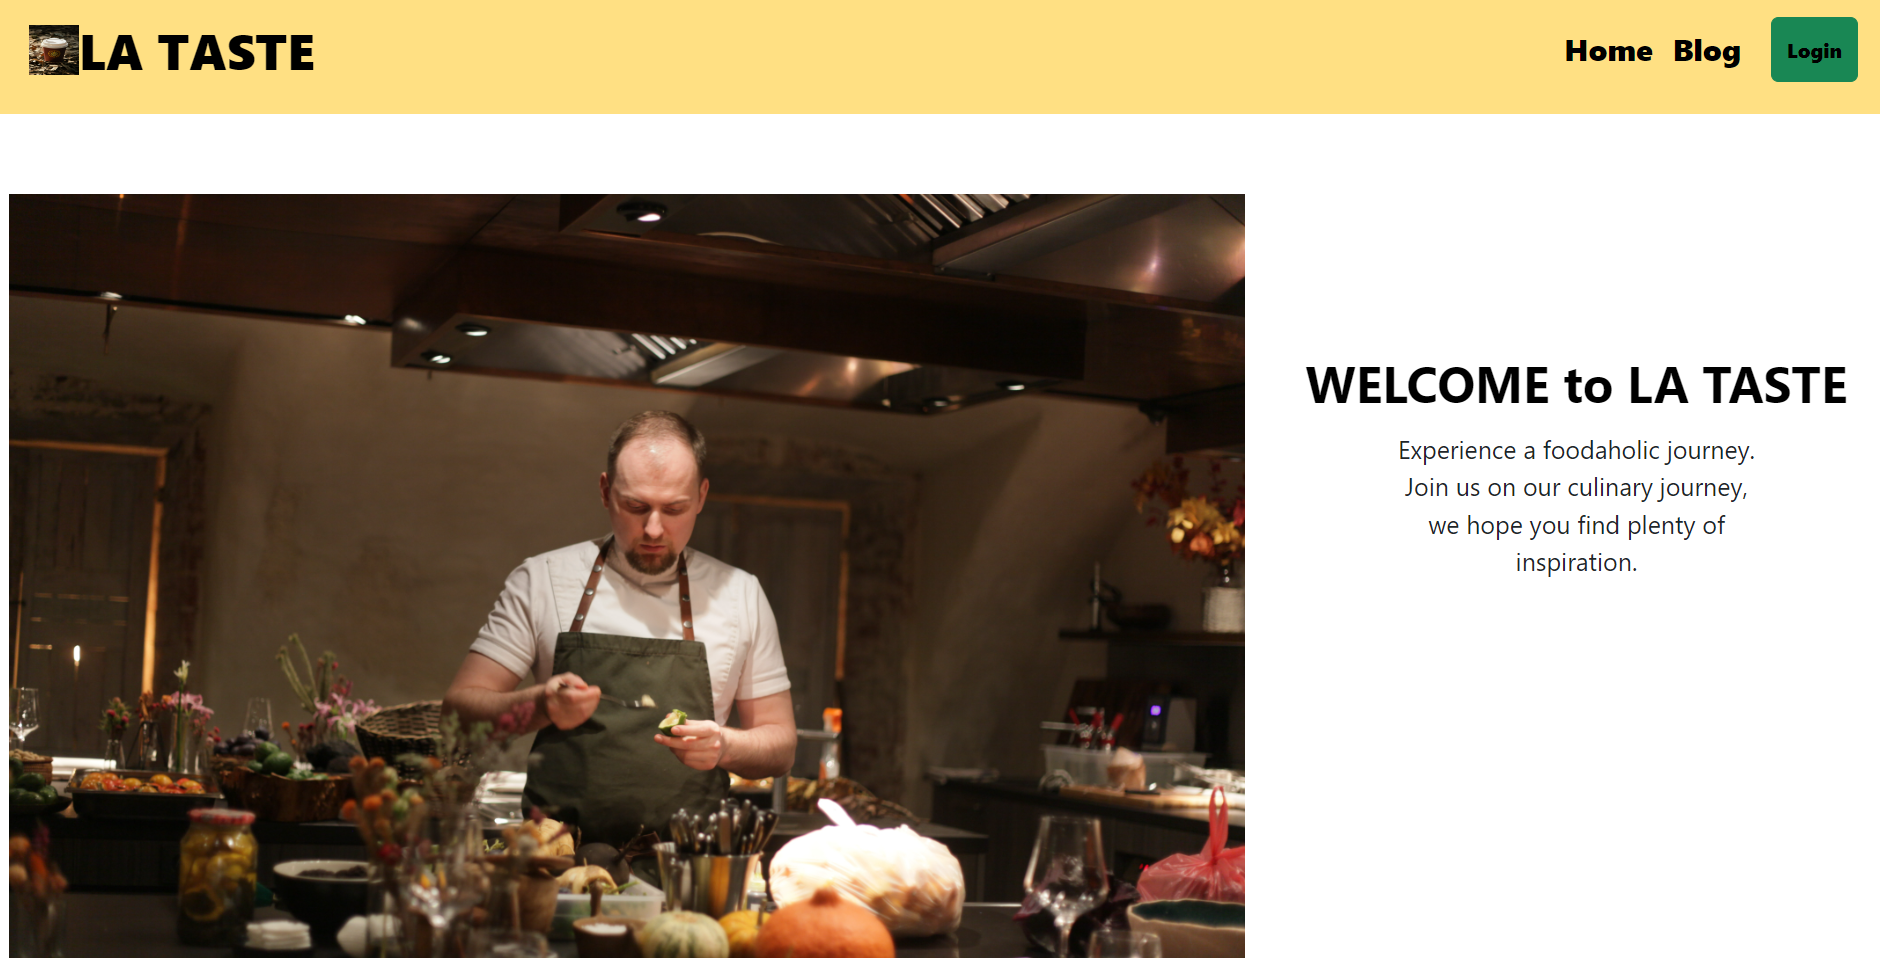 LA TASTE
Home Blog Login
WELCOME to LA TASTE
Experience a foodaholic journey.
Join us on our culinary journey,
we hope you find plenty of
inspiration.